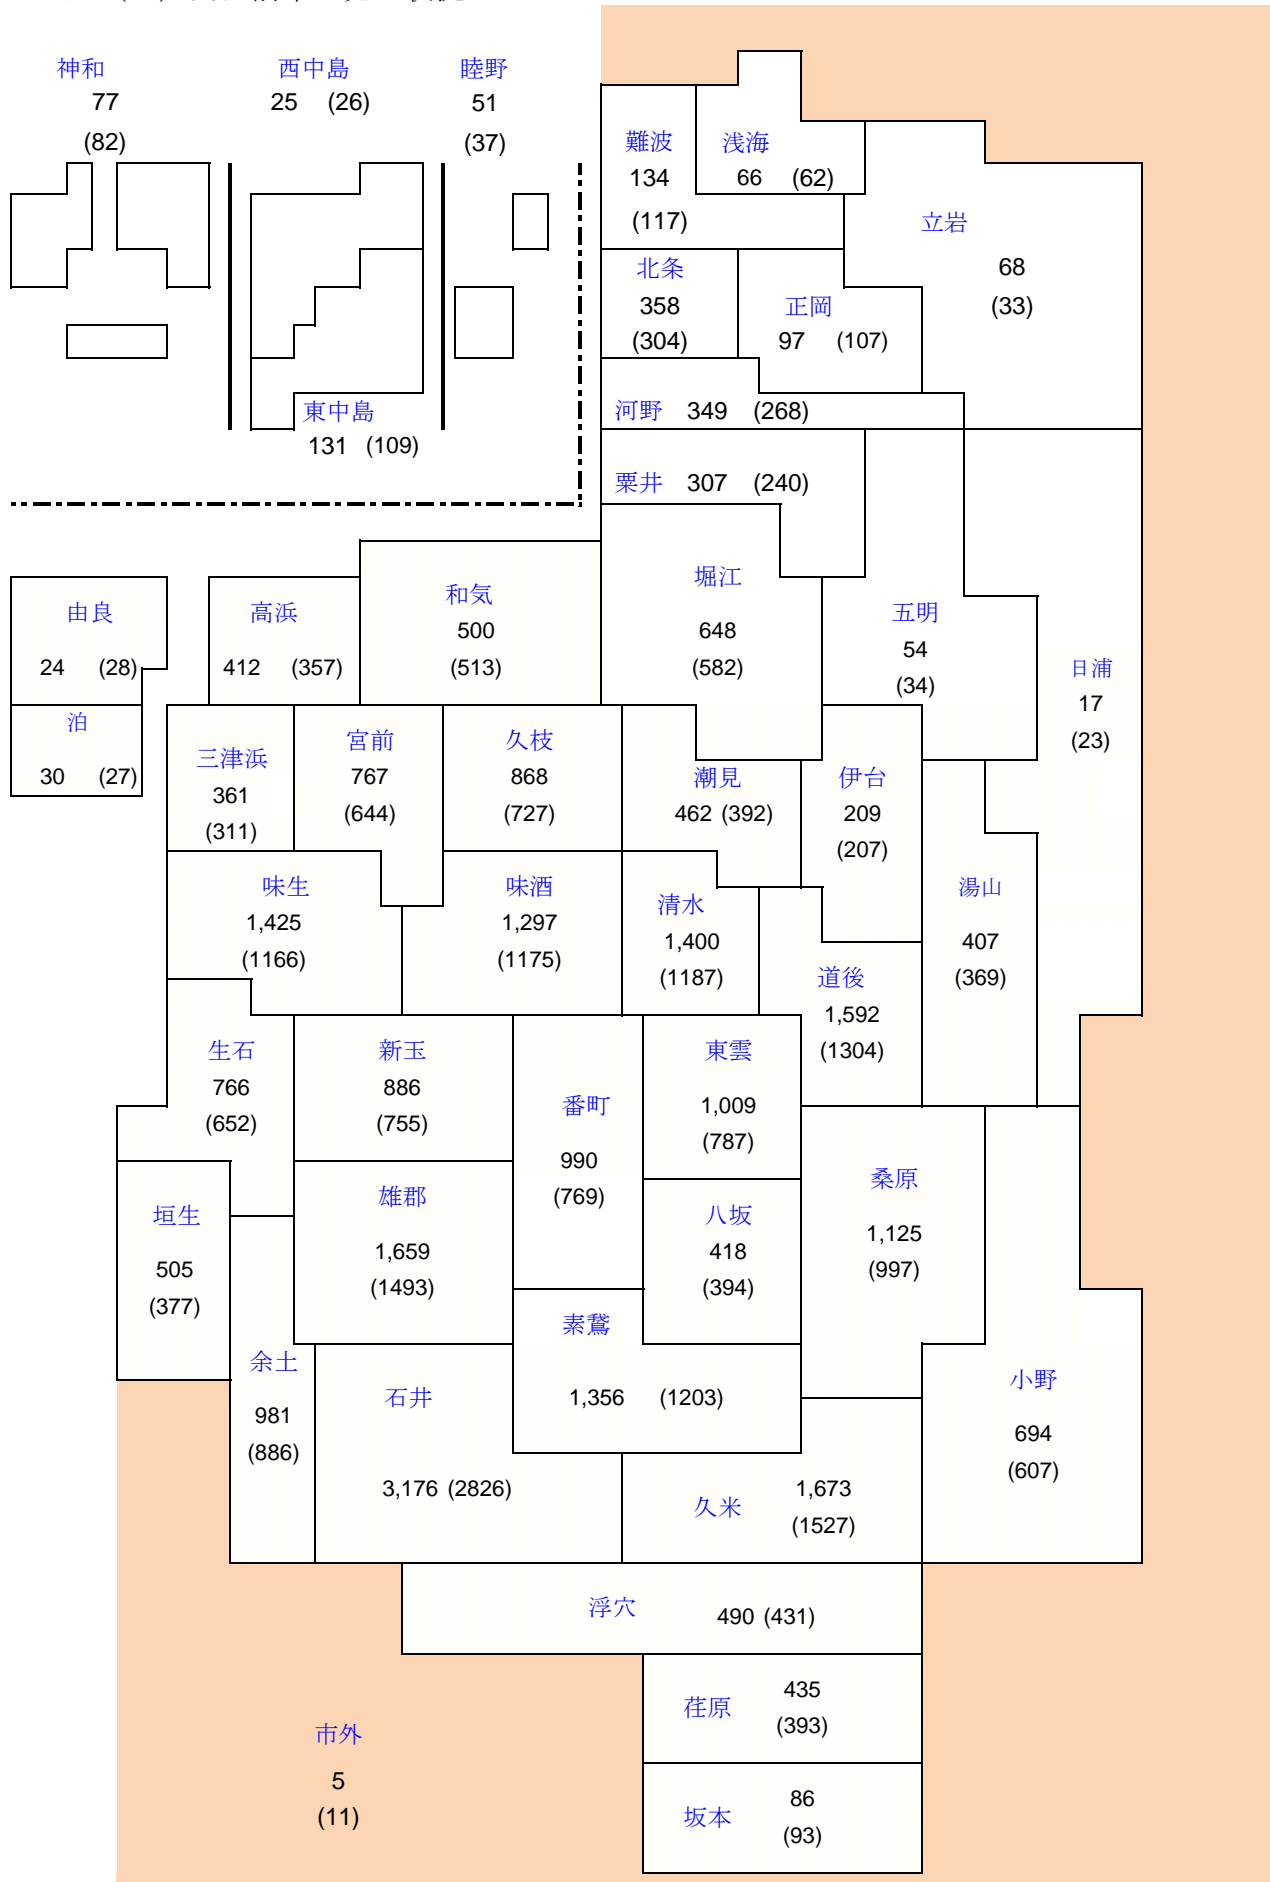 神和
77
(82)
西中島
25 (26)
睦野
51
(37)
東中島
131 (109)
難波
134
(117)
浅海
66 (62)
立岩
68
(33)
北条
358
(304)
正岡
97 (107)
河野 349 (268)
粟井 307 (240)
由良
24 (28)
泊
30 (27)
高浜
412 (357)
和気
500
(513)
堀江
648
(582)
五明
54
(34)
日浦
17
(23)
三津浜
361
(311)
宮前
767
(644)
久枝
868
(727)
潮見
462 (392)
伊台
209
(207)
湯山
407
(369)
味生
1,425
(1166)
味酒
1,297
(1175)
清水
1,400
(1187)
道後
1,592
(1304)
生石
766
(652)
新玉
886
(755)
番町
990
(769)
東雲
1,009
(787)
桑原
1,125
(997)
垣生
505
(377)
雄郡
1,659
(1493)
八坂
418
(394)
素鵞
1,356 (1203)
余土
981
(886)
石井
3,176 (2826)
久米
1,673
(1527)
小野
694
(607)
浮穴 490 (431)
荏原
435
(393)
坂本
86
(93)
市外
5
(11)